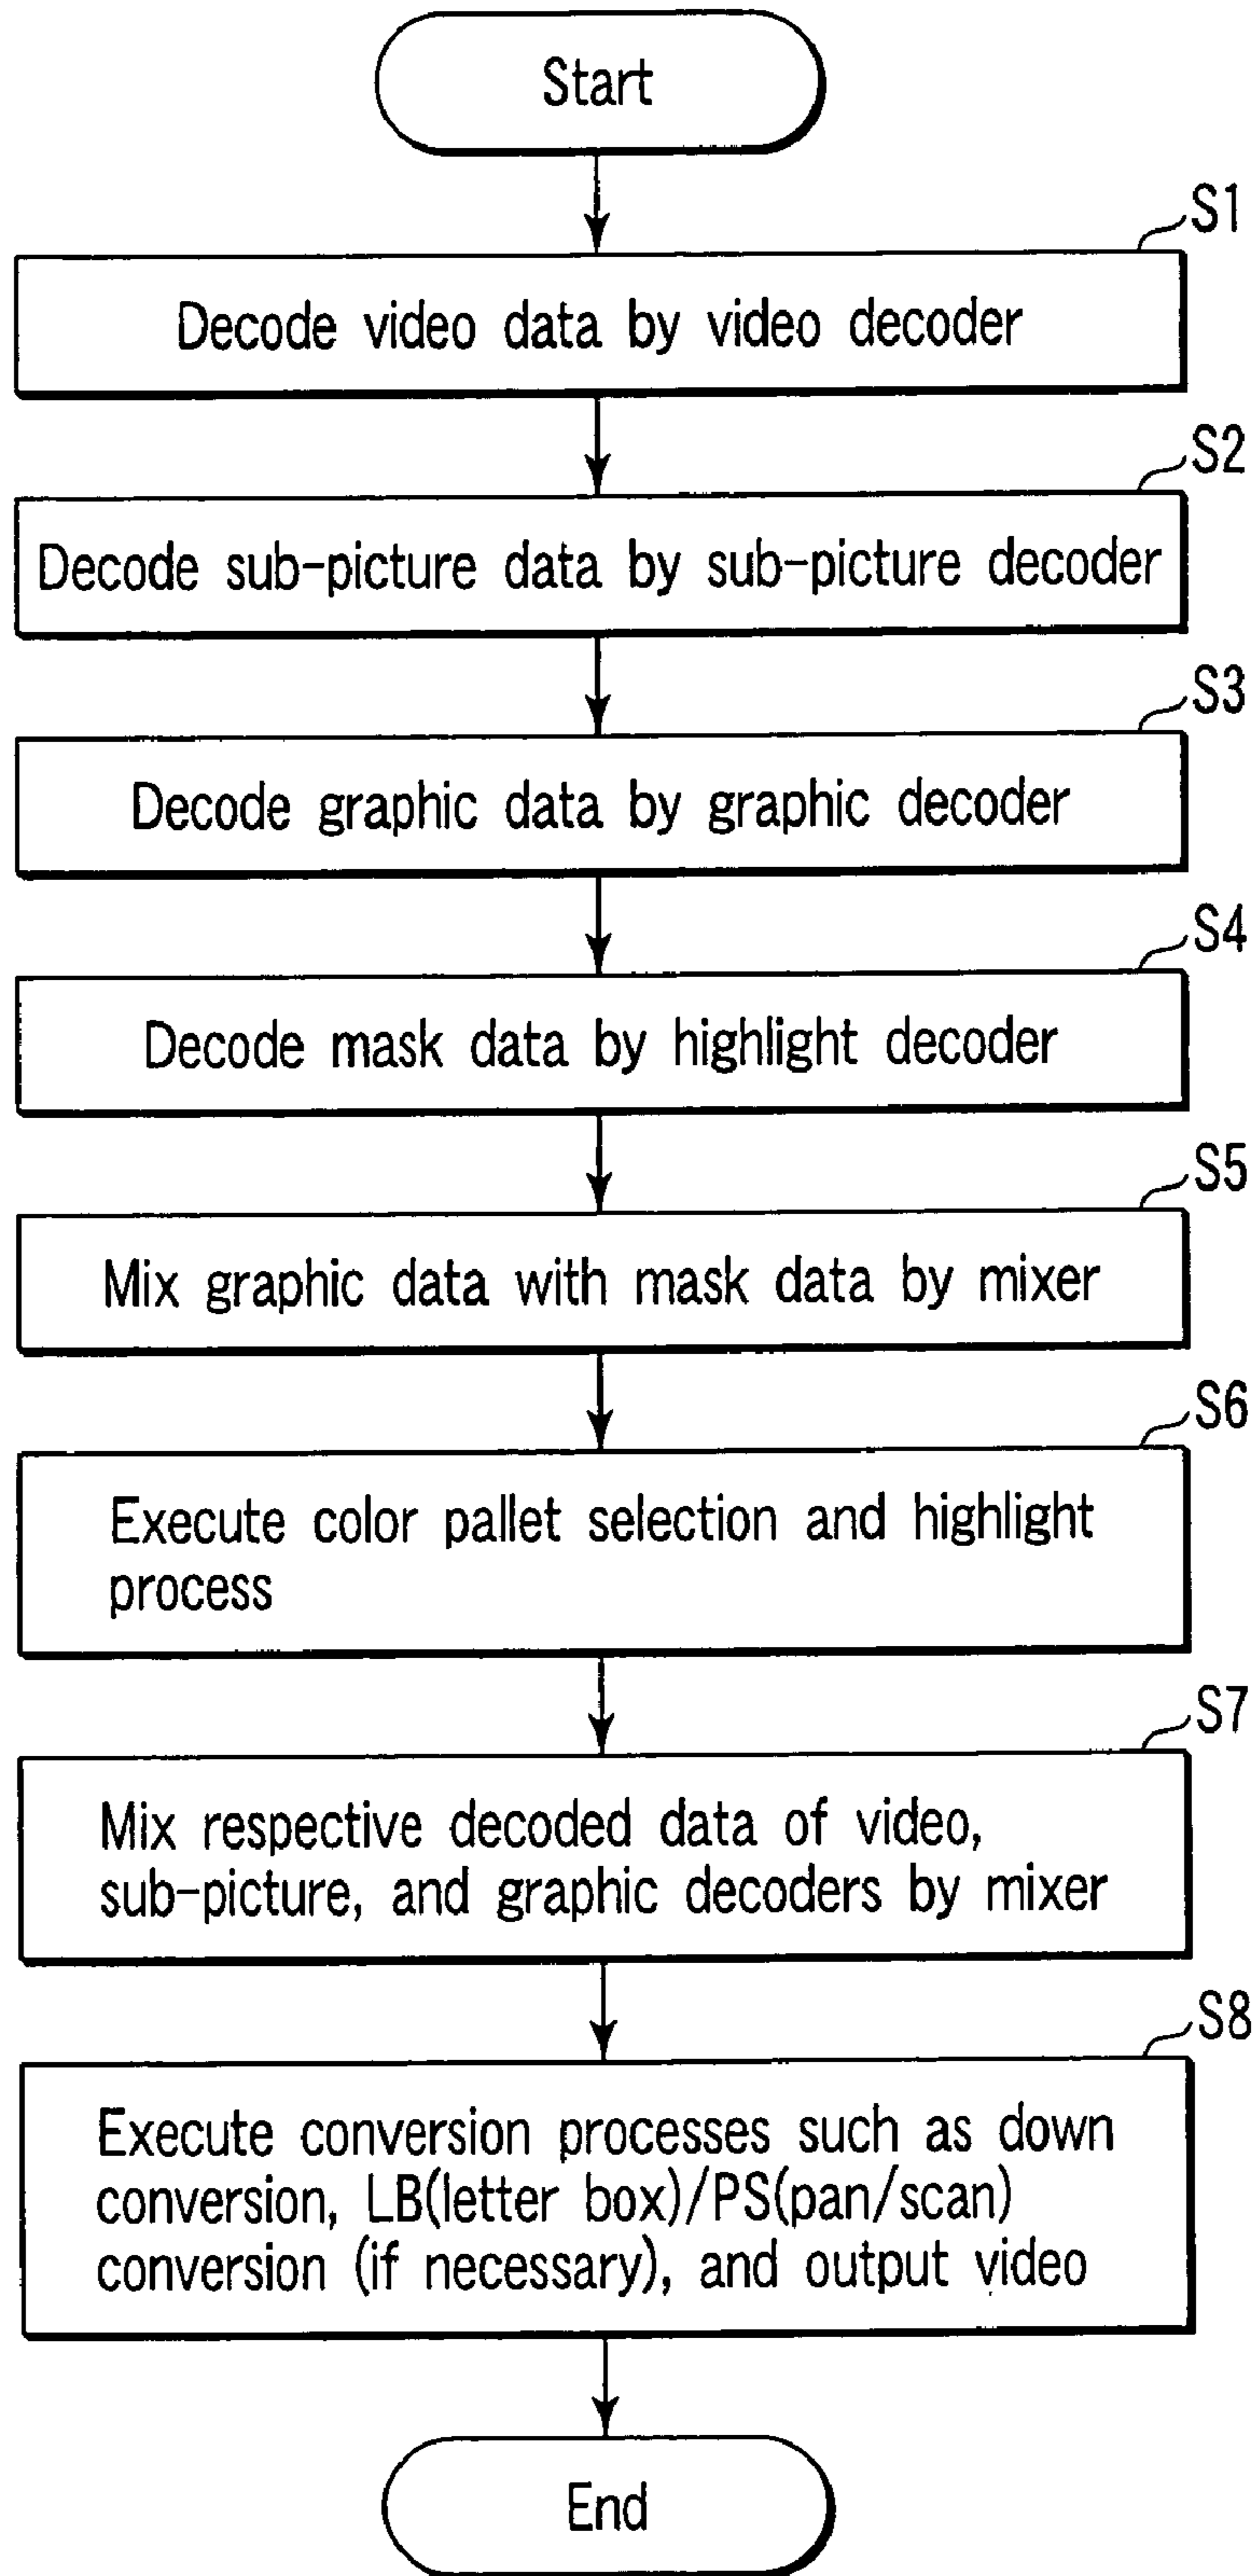 Start
S1
Decode video data by video decoder
S2
Decode sub-picture data by sub-picture decoder
S3
Decode graphic data by graphic decoder
S4
Decode mask data by highlight decoder
S5
Mix graphic data with mask data by mixer
S6
Execute color pallet selection and highlight
process
S7
Mix respective decoded data of video,
sub-picture, and graphic decoders by mixer
S8
Execute conversion processes such as down
conversion, LB(letter box)/PS(pan/scan)
conversion (if necessary), and output video
End